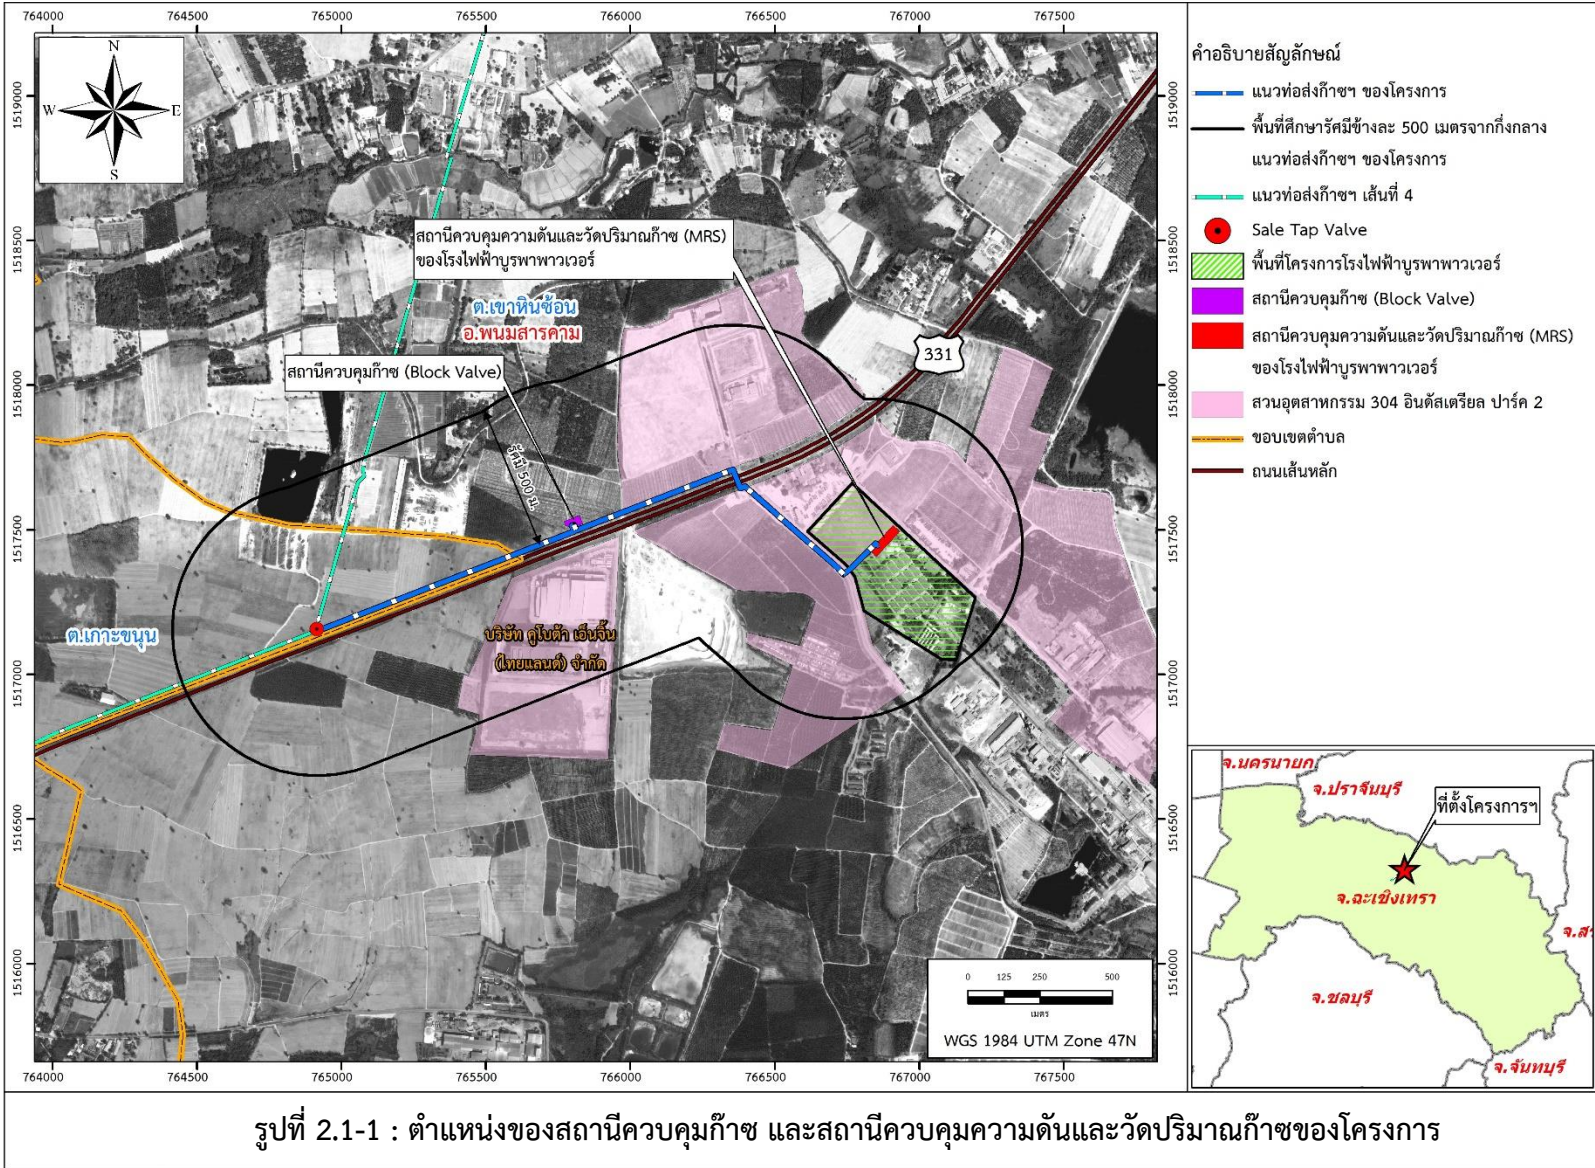 764000 764500 765000 765500 766000 766500 767000 767500
1519000
1518500
1518000
1517500
1517000
1516500
1516000
N
W E
S
สถานีควบคุมความดันและวัดปริมาณก๊าซ (MRS)
ของโรงไฟฟ้าบูรพาพาวเวอร์
ต.เขาหินซ้อน
อ.พนมสารคาม
331
สถานีควบคุมก๊าซ (Block Valve)
รัศมี 500 ม.
ต.เกาะขนุน
บริษัท คูโบต้า เอ็นจิ้น
(ไทยแลนด์) จำกัด
0 125 250 500
เมตร
WGS 1984 UTM Zone 47N
1519000
1518500
1518000
1517500
1517000
1516500
1516000
764000 764500 765000 765500 766000 766500 767000 767500
คำอธิบายสัญลักษณ์
แนวท่อส่งก๊าซฯ ของโครงการ
พื้นที่ศึกษารัศมีข้างละ 500 เมตรจากกึ่งกลาง
แนวท่อส่งก๊าซฯ ของโครงการ
แนวท่อส่งก๊าซฯ เส้นที่ 4
Sale Tap Valve
พื้นที่โครงการโรงไฟฟ้าบูรพาพาวเวอร์
สถานีควบคุมก๊าซ (Block Valve)
สถานีควบคุมความดันและวัดปริมาณก๊าซ (MRS)
ของโรงไฟฟ้าบูรพาพาวเวอร์
สวนอุตสาหกรรม 304 อินดัสเตรียล ปาร์ค 2
ขอบเขตตำบล
ถนนเส้นหลัก
จ.นครนายก
จ.ปราจีนบุรี
ที่ตั้งโครงการฯ
จ.ฉะเชิงเทรา
จ.ส
จ.ชลบุรี
จ.จันทบุรี
รูปที่ 2.1-1 : ตำแหน่งของสถานีควบคุมก๊าซ และสถานีควบคุมความดันและวัดปริมาณก๊าซของโครงการ